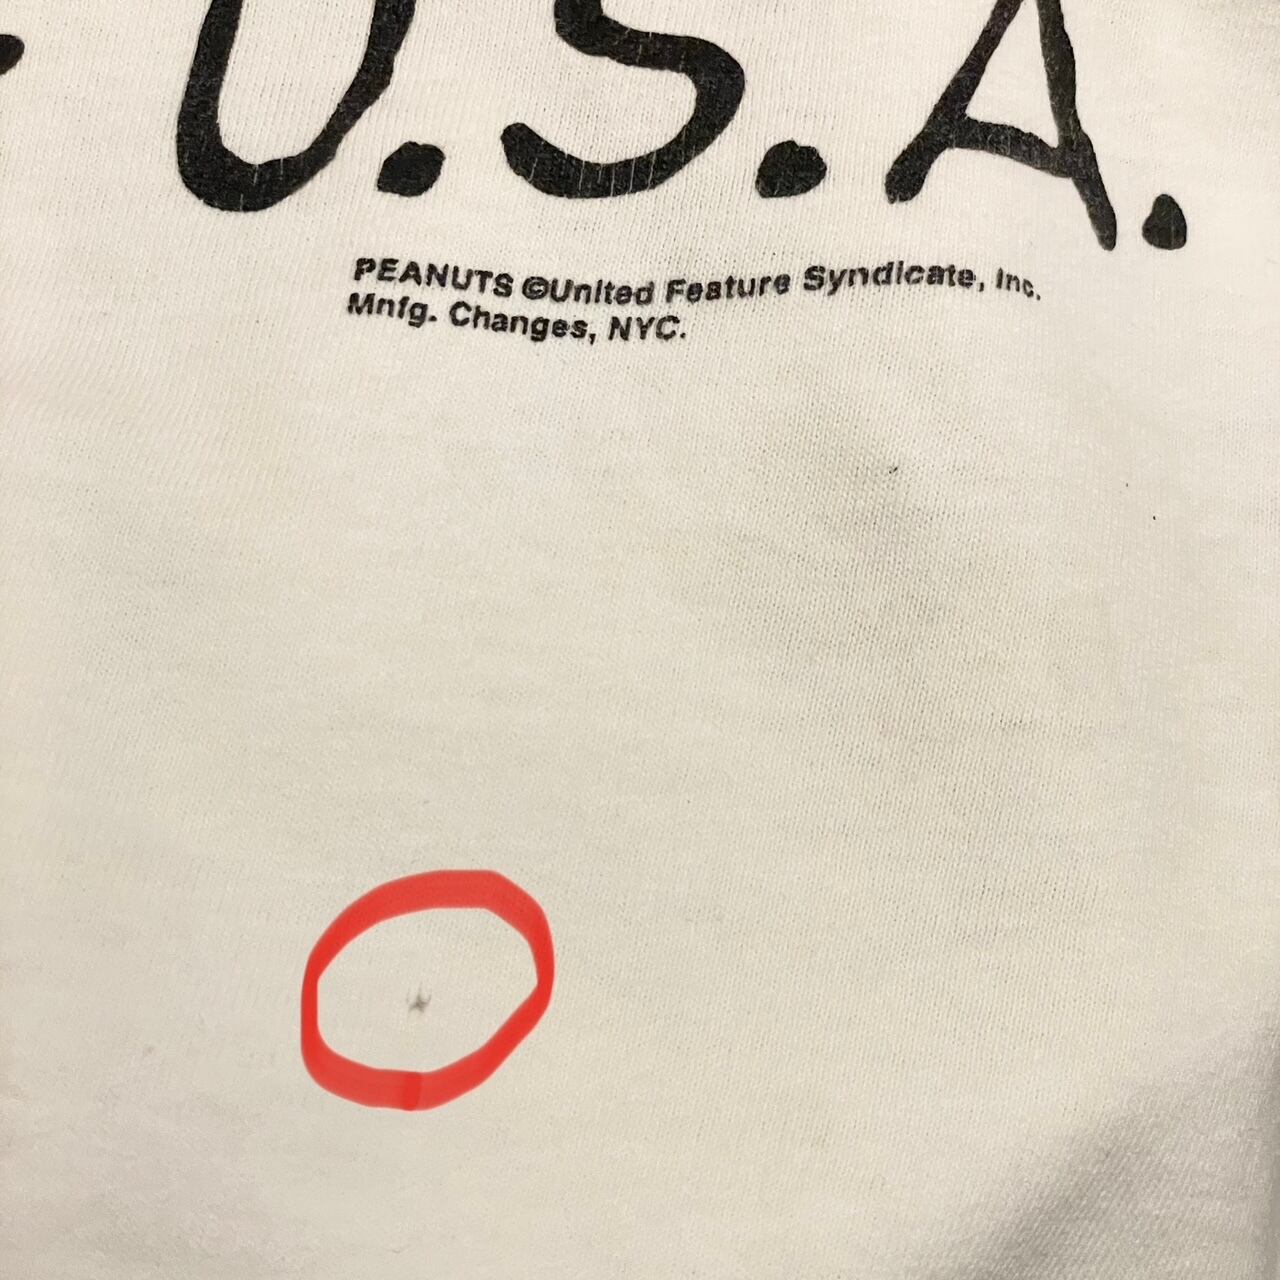 U.S.A.
PEANUTS ©United Feature Syndicate, Inc.
Mnfg. Changes, NYC.